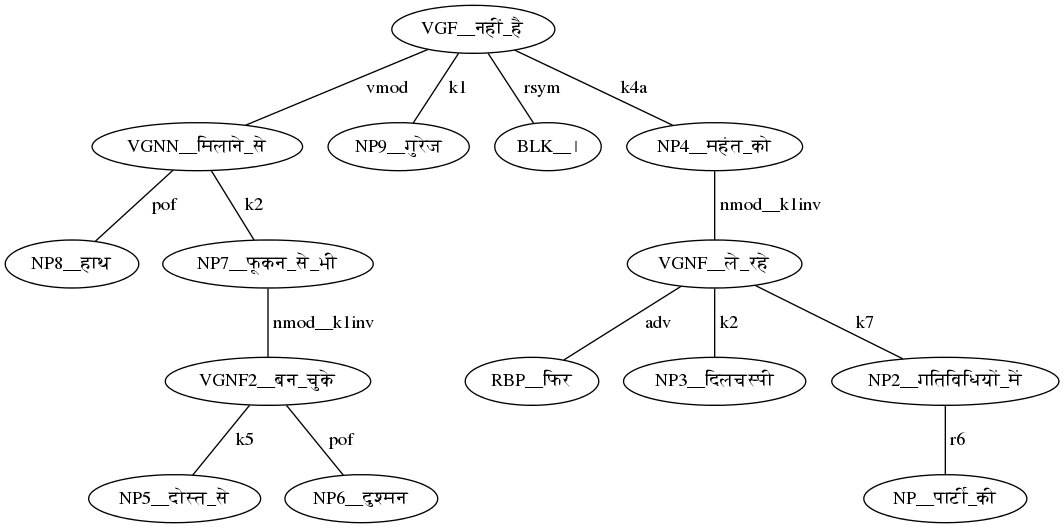 VGF__नहीं_है
vmod k1 rsym k4a
VGNN__मिलाने_से NP9__गुरेज BLK__। NP4__महंत_को
pof k2 nmod__k1inv
NP8__हाथ NP7__फूकन_से_भी VGNF__ले_रहे
nmod__k1inv adv k2 k7
VGNF2__बन_चुके RBP__फिर NP3__दिलचस्पी NP2__गतिविधियों_में
k5 pof r6
NP5__दोस्त_से NP6__दुश्मन NP__पार्टी_की